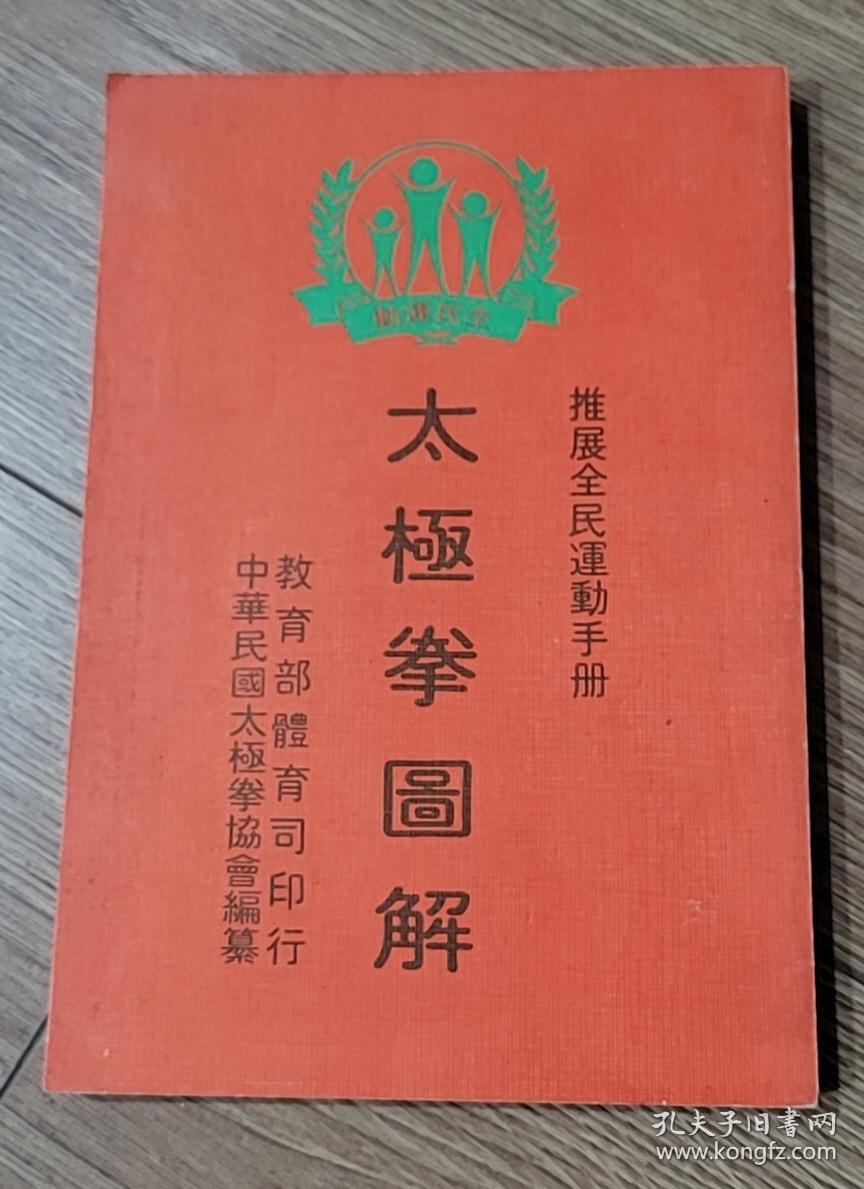 全民運動
推展全民運動手册
太極拳圖解
教育部體育司印行
中華民國太極拳協會編纂
孔夫子旧書网
www.kongfz.com